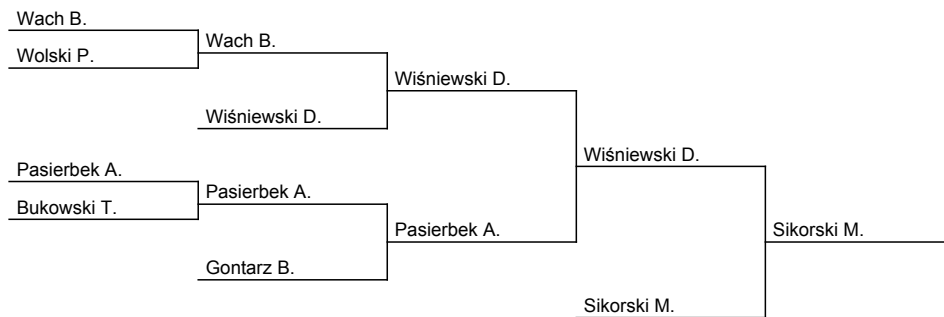 Wach B.
Wolski P.
Wach B.
Wiśniewski D.
Wiśniewski D.
Pasierbek A.
Bukowski T.
Pasierbek A.
Gontarz B.
Pasierbek A.
Wiśniewski D.
Sikorski M.
Sikorski M.